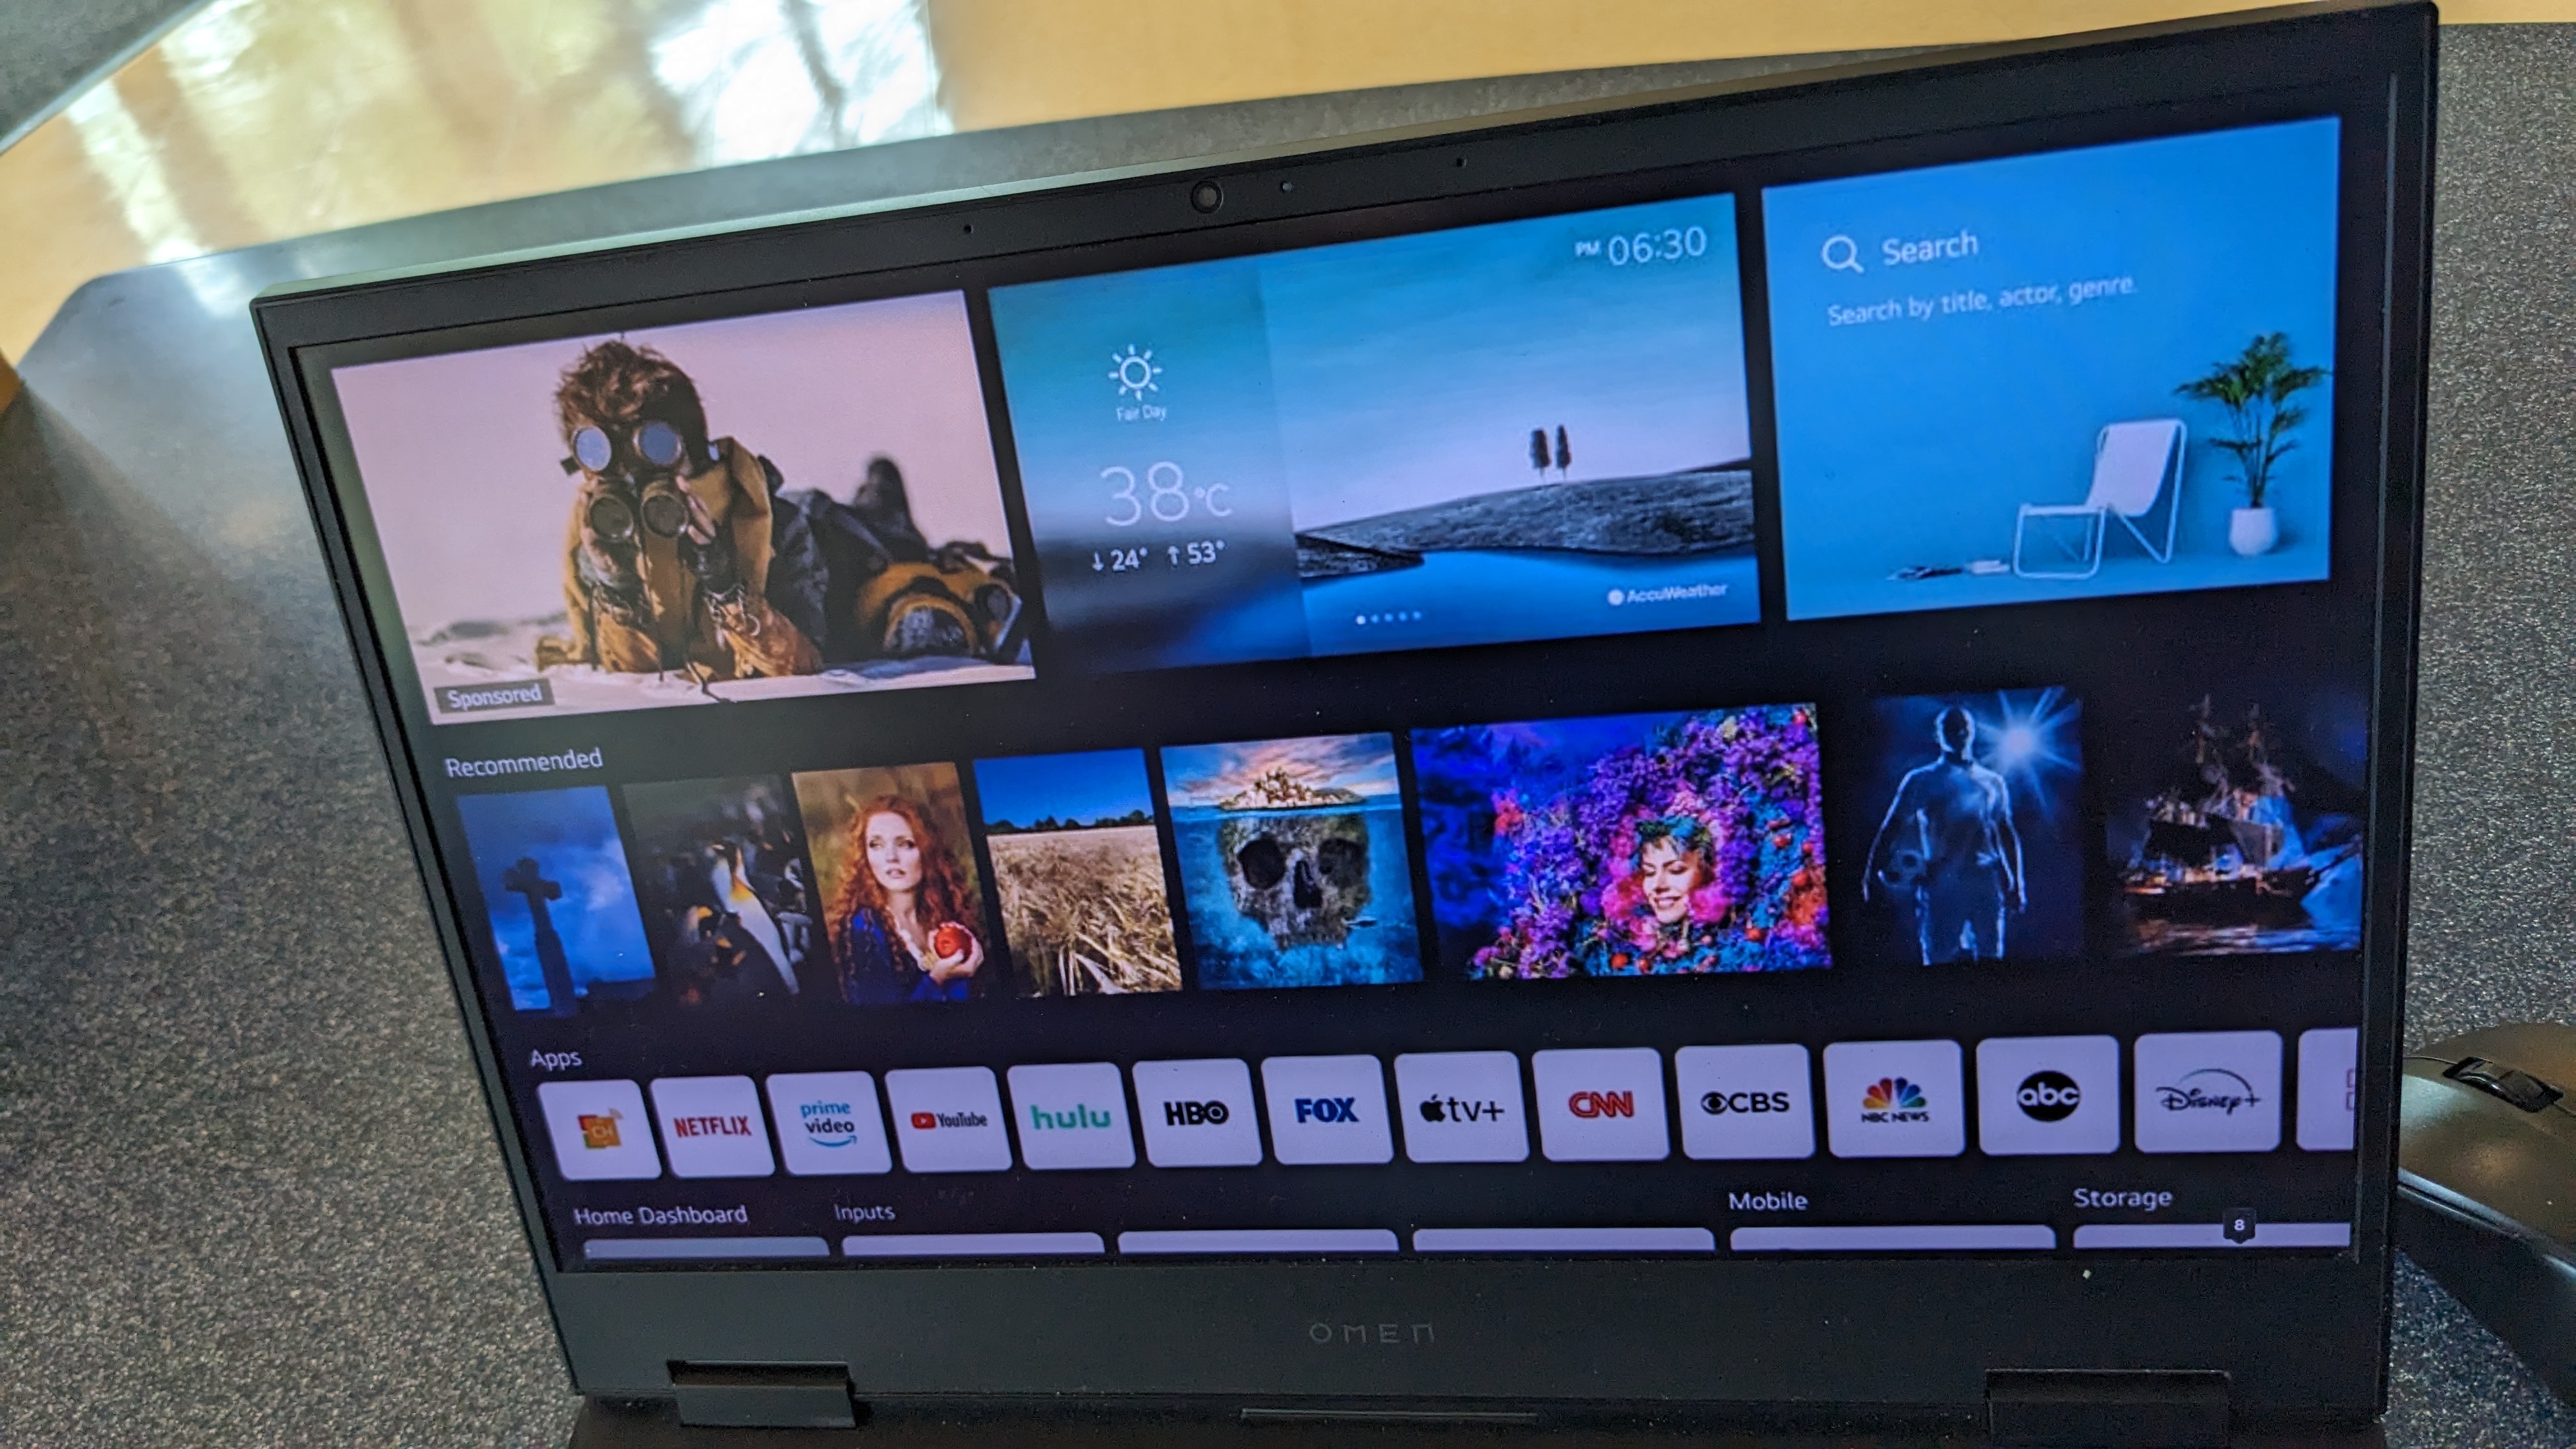 PM 06:30
Search
Search by title, actor, genre.
Fair Day
38°C
↓ 24° ↑ 53°
AccuWeather
Sponsored
Recommended
Apps
CH
NETFLIX
prime video
YouTube
hulu
HBO
FOX
tv+
CNN
CBS
NBC NEWS
abc
Disney+
Home Dashboard
Inputs
Mobile
Storage
8
OMEN